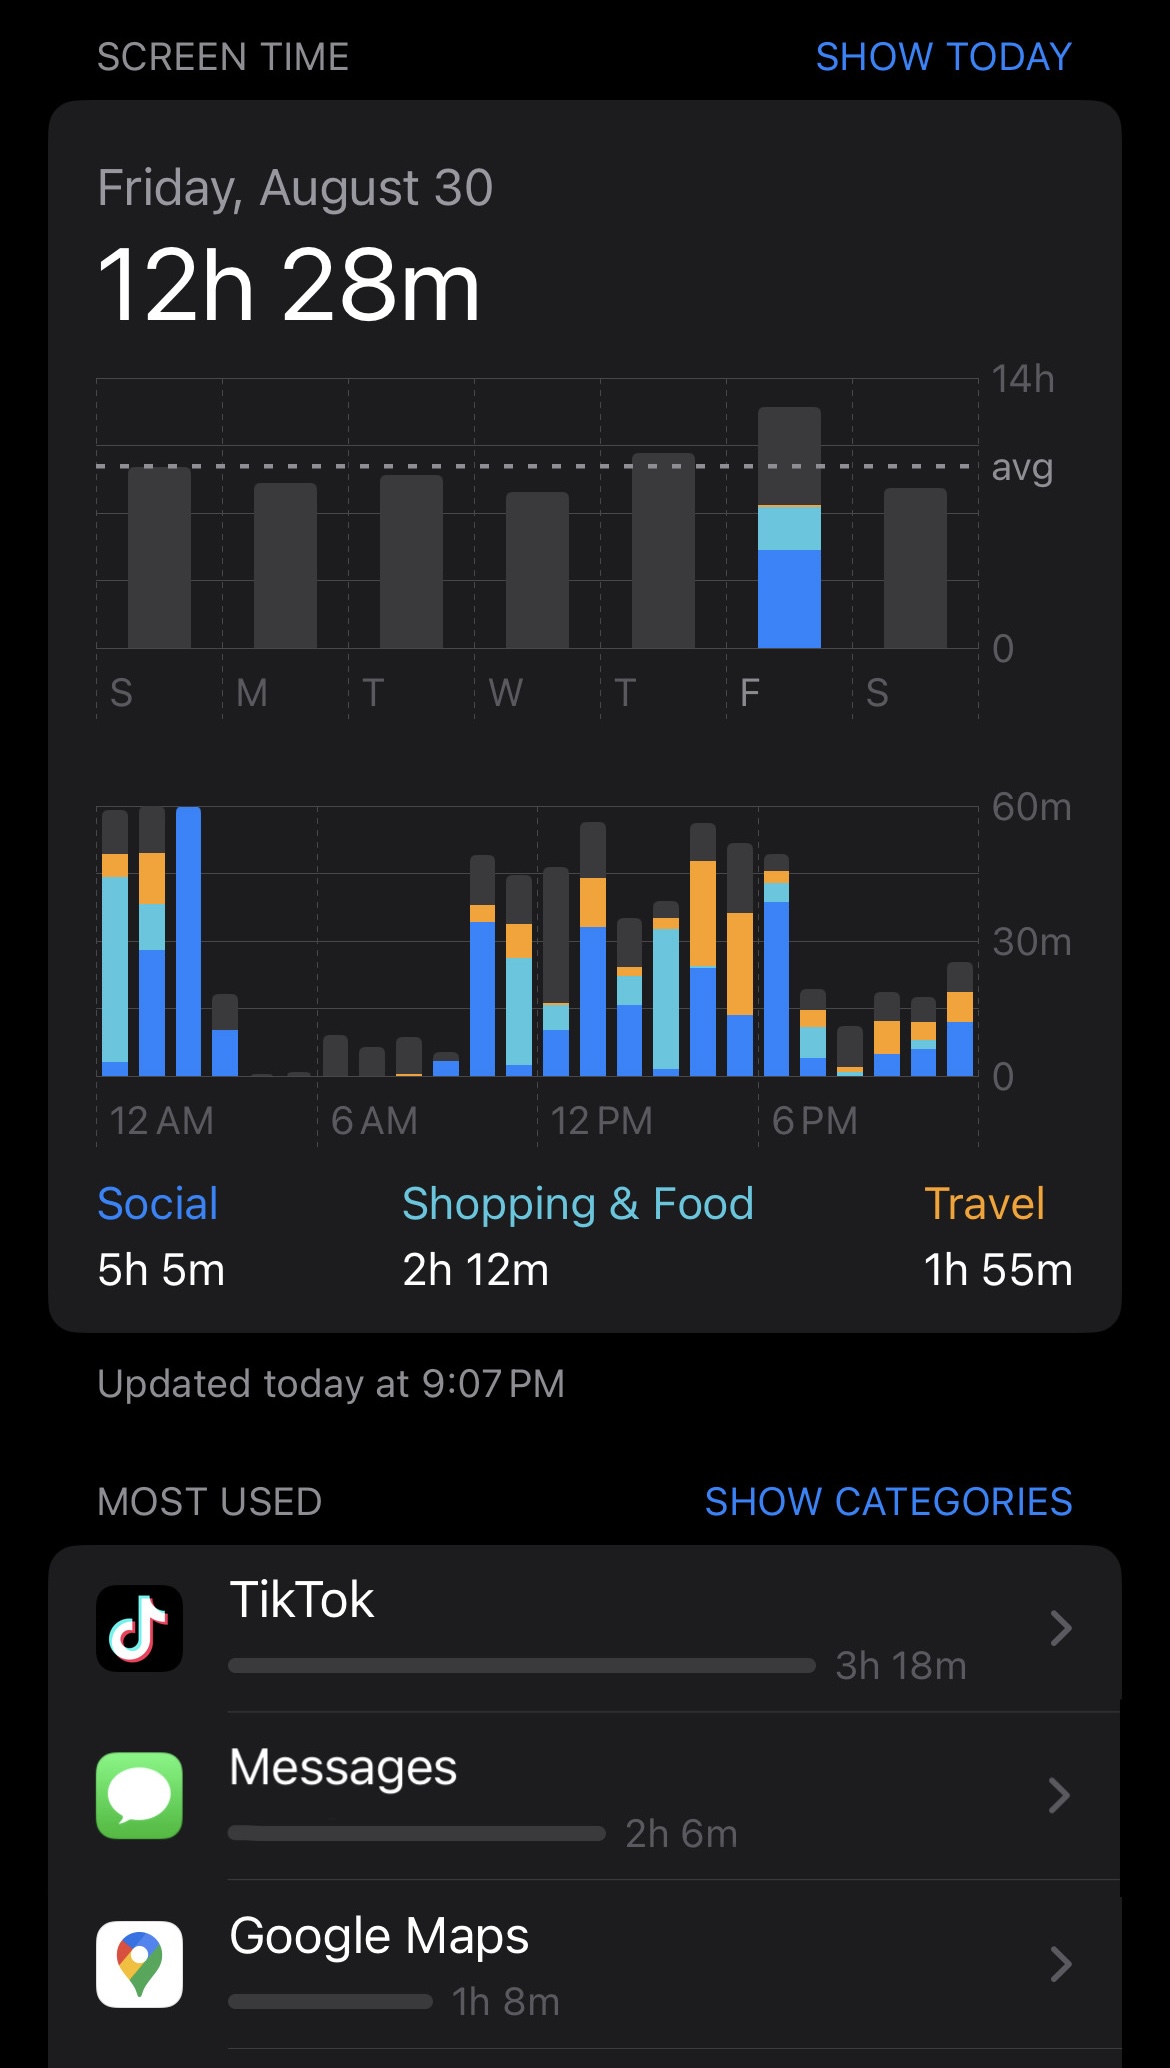 SCREEN TIME SHOW TODAY
Friday, August 30
12h 28m
14h
avg
0
S M T W T F S
60m
30m
0
12 AM 6 AM 12 PM 6 PM
Social Shopping & Food Travel
5h 5m 2h 12m 1h 55m
Updated today at 9:07 PM
MOST USED SHOW CATEGORIES
TikTok
3h 18m
Messages
2h 6m
Google Maps
1h 8m